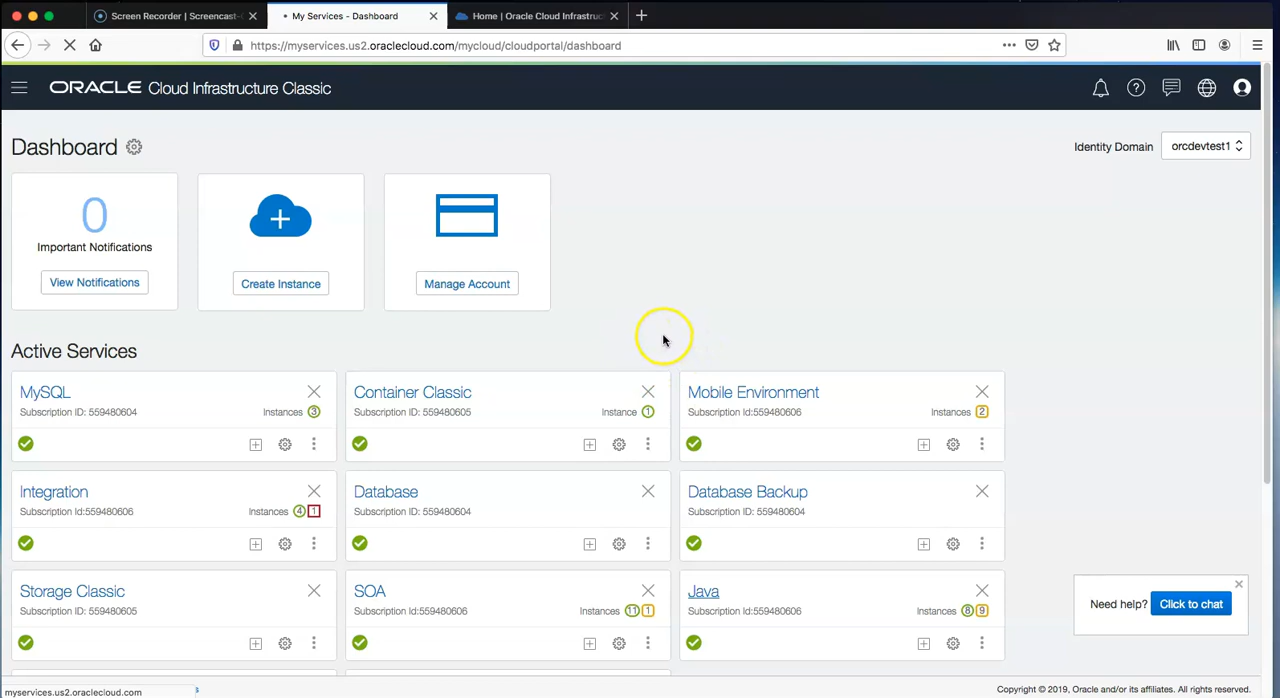 Screen Recorder | Screencast-
My Services - Dashboard
Home | Oracle Cloud Infrastruc
https://myservices.us2.oraclecloud.com/mycloud/cloudportal/dashboard
ORACLE Cloud Infrastructure Classic
Dashboard
Identity Domain orcdevtest1
0
Important Notifications
View Notifications
Create Instance
Manage Account
Active Services
MySQL
Subscription ID: 559480604 Instances 3
Container Classic
Subscription ID: 559480605 Instance 1
Mobile Environment
Subscription Id:559480606 Instances 2
Integration
Subscription Id:559480606 Instances 4 1
Database
Subscription ID: 559480604
Database Backup
Subscription ID: 559480604
Storage Classic
Subscription ID: 559480605
SOA
Subscription Id:559480606 Instances 11 1
Java
Subscription Id:559480606 Instances 8 9
Need help? Click to chat
myservices.us2.oraclecloud.com
Copyright © 2019, Oracle and/or its affiliates. All rights reserved.